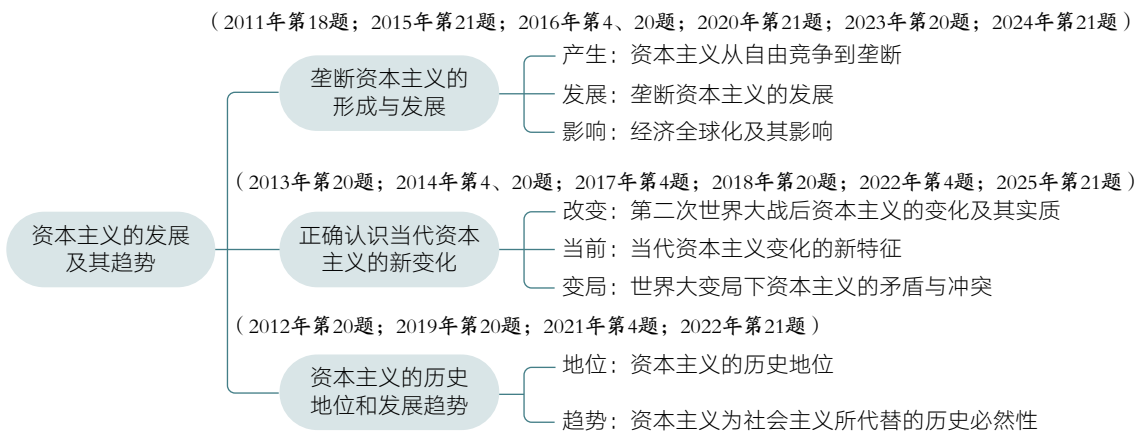 （2011年第18题；2015年第21题；2016年第4、20题；2020年第21题；2023年第20题；2024年第21题）
垄断资本主义的
形成与发展
产生：资本主义从自由竞争到垄断
发展：垄断资本主义的发展
影响：经济全球化及其影响
（2013年第20题；2014年第4、20题；2017年第4题；2018年第20题；2022年第4题；2025年第21题）
资本主义的发展
及其趋势
正确认识当代资本
主义的新变化
改变：第二次世界大战后资本主义的变化及其实质
当前：当代资本主义变化的新特征
变局：世界大变局下资本主义的矛盾与冲突
（2012年第20题；2019年第20题；2021年第4题；2022年第21题）
资本主义的历史
地位和发展趋势
地位：资本主义的历史地位
趋势：资本主义为社会主义所代替的历史必然性